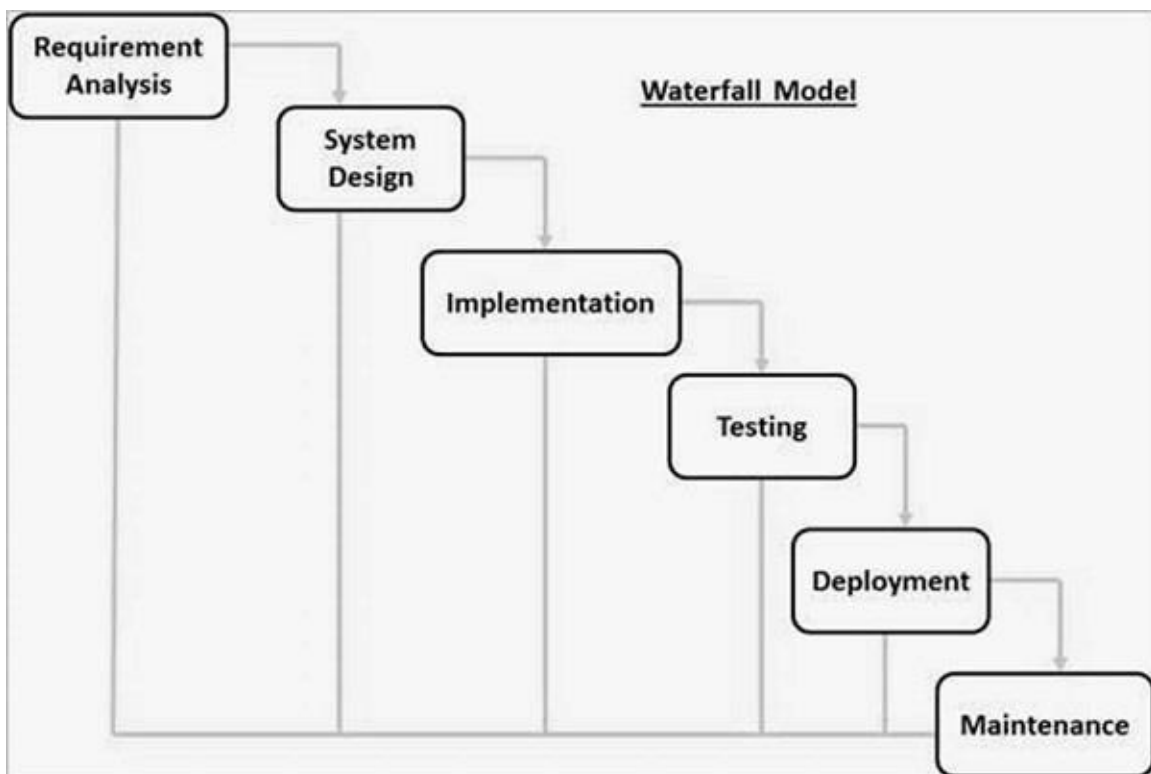 Requirement
Analysis
Waterfall Model
System
Design
Implementation
Testing
Deployment
Maintenance